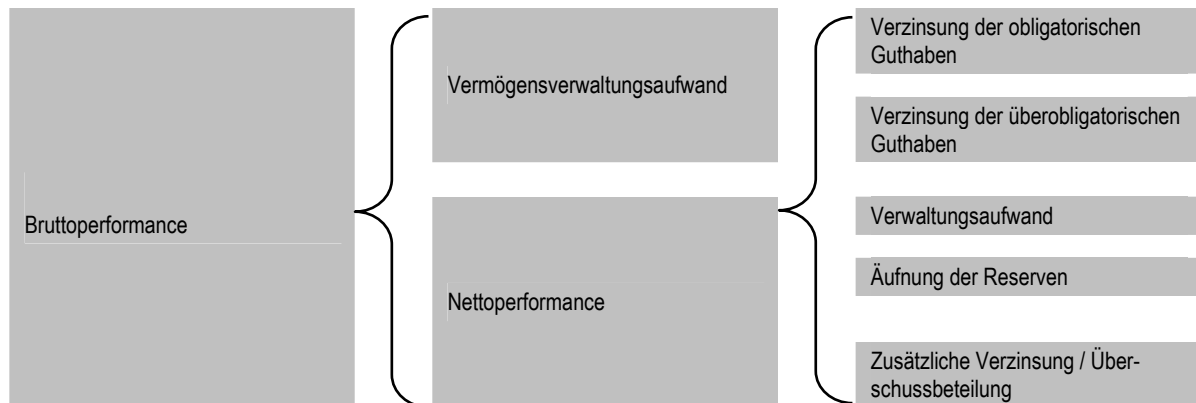 Bruttoperformance
Vermögensverwaltungsaufwand
Nettoperformance
Verzinsung der obligatorischen
Guthaben
Verzinsung der überobligatorischen
Guthaben
Verwaltungsaufwand
Äufnung der Reserven
Zusätzliche Verzinsung / Über-
schussbeteilung